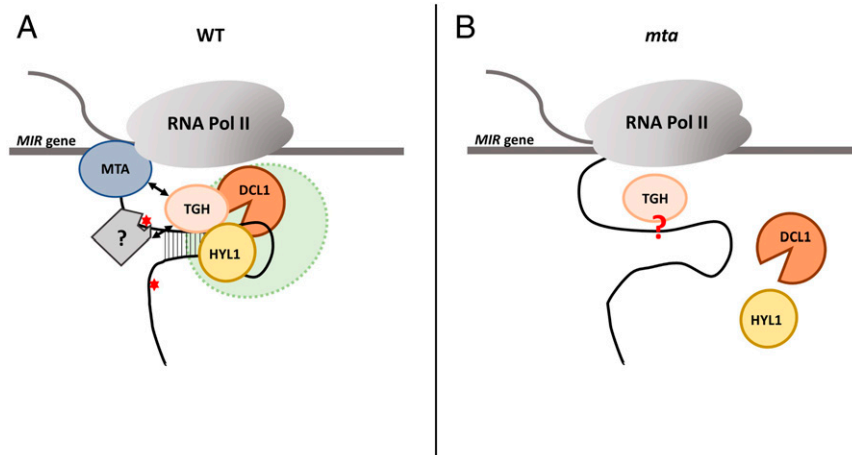 A
WT
RNA Pol II
MIR gene
MTA
TGH
DCL1
?
HYL1
B
mta
RNA Pol II
MIR gene
TGH
?
DCL1
HYL1